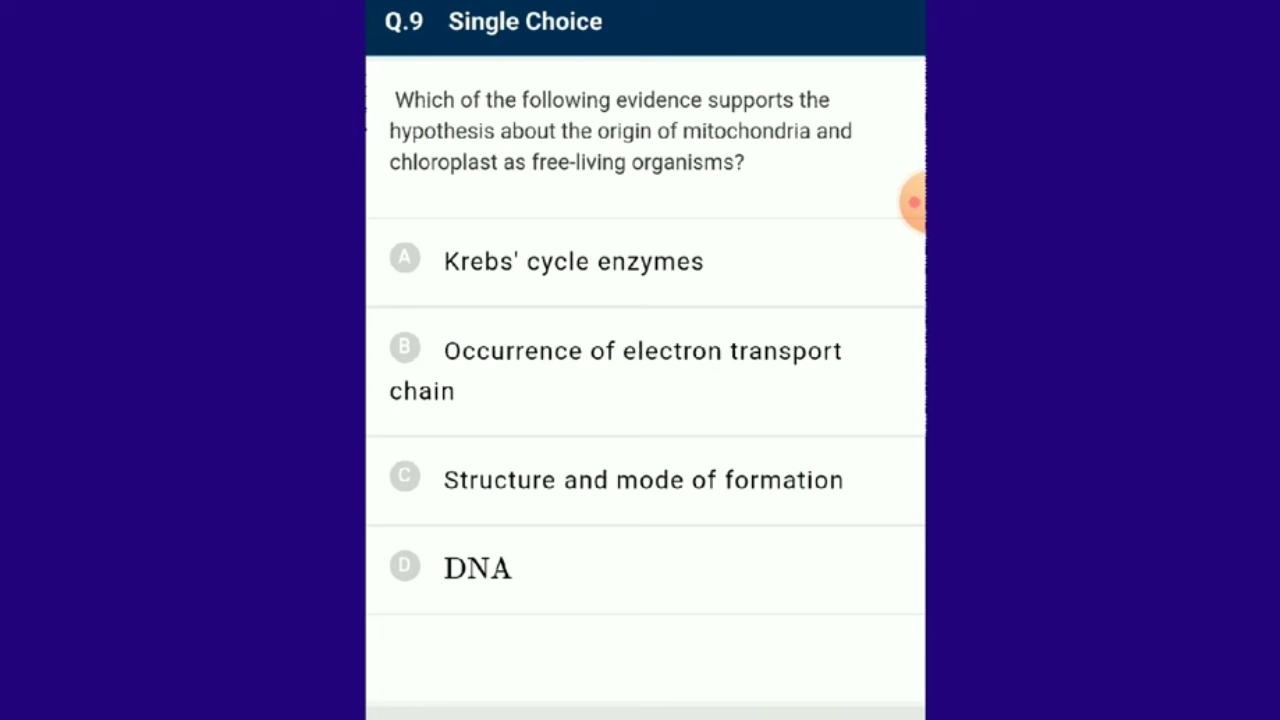 Q.9 Single Choice
Which of the following evidence supports the
hypothesis about the origin of mitochondria and
chloroplast as free-living organisms?
A Krebs' cycle enzymes
B Occurrence of electron transport
chain
C Structure and mode of formation
D DNA